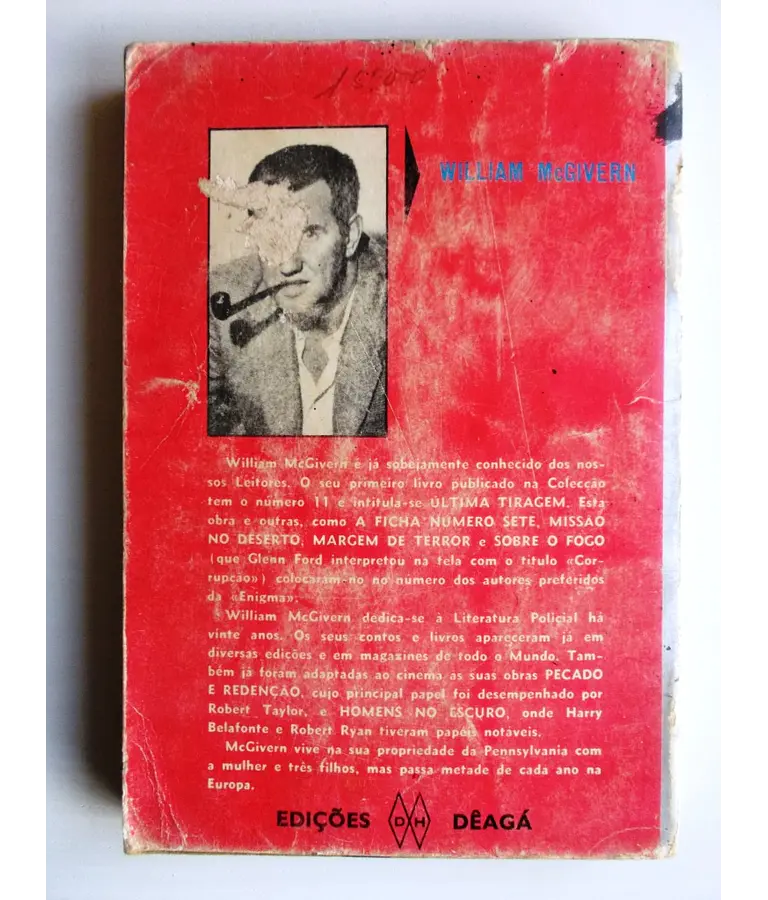 WILLIAM McGIVERN
William McGivern é já sobejamente conhecido dos nos-
sos Leitores. O seu primeiro livro publicado na Colecção
tem o número 11 e intitula-se ÚLTIMA TIRAGEM. Esta
obra e outras, como A FICHA NÚMERO SETE, MISSÃO
NO DESERTO, MARGEM DE TERROR e SOBRE O FOGO
(que Glenn Ford interpretou na tela com o título «Cor-
rupção») colocaram-no no número dos autores preferidos
da «Enigma».
William McGivern dedica-se à Literatura Policial há
vinte anos. Os seus contos e livros apareceram já em
diversas edições e em magazines de todo o Mundo. Tam-
bém já foram adaptadas ao cinema as suas obras PECADO
E REDENÇÃO, cujo principal papel foi desempenhado por
Robert Taylor, e HOMENS NO ESCURO, onde Harry
Belafonte e Robert Ryan tiveram papéis notáveis.
McGivern vive na sua propriedade da Pennsylvania com
a mulher e três filhos, mas passa metade de cada ano na
Europa.
EDIÇÕES DH DÊAGÁ